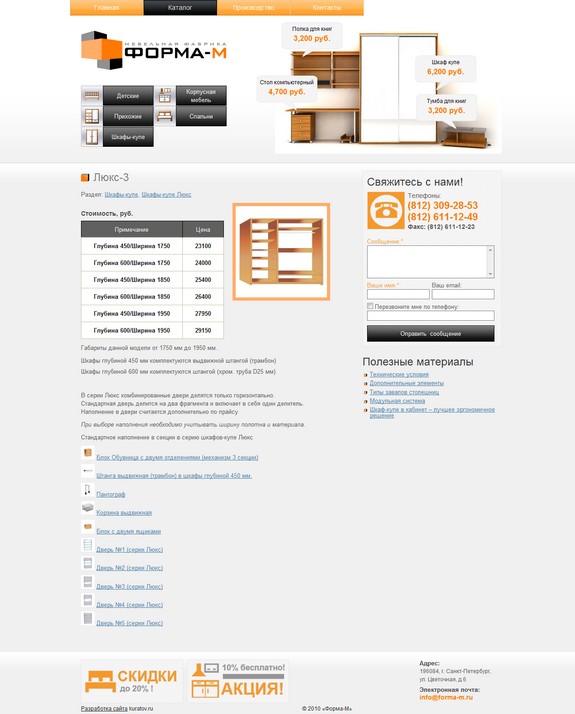 Главная
Каталог
Производство
Контакты
МЕБЕЛЬНАЯ ФАБРИКА
ФОРМА-М
Детские
Корпусная
мебель
Прихожие
Спальни
Шкафы-купе
Полка для книг
3,200 руб.
Стол компьютерный
4,700 руб.
Шкаф купе
6,200 руб.
Тумба для книг
3,200 руб.
Люкс-3
Раздел: Шкафы-купе, Шкафы-купе Люкс
Стоимость, руб.
Примечание Цена
Глубина 450/Ширина 1750 23100
Глубина 600/Ширина 1750 24000
Глубина 450/Ширина 1850 25400
Глубина 600/Ширина 1850 26400
Глубина 450/Ширина 1950 27950
Глубина 600/Ширина 1950 29150
Габариты данной модели от 1750 мм до 1950 мм.
Шкафы глубиной 450 мм комплектуются выдвижной штангой (трамбон)
Шкафы глубиной 600 мм комплектуются штангой (хром. труба D25 мм)
В серии Люкс комбинированные двери делятся только горизонтально.
Стандартная дверь делится на два фрагмента и включает в себя один делитель.
Наполнение в двери считается дополнительно по прайсу
При выборе наполнения необходимо учитывать ширину полотна и материала.
Стандартное наполнение в секции в серию шкафов-купе Люкс
Блок Обувница с двумя отделениями (механизм 3 секции)
Штанга выдвижная (трамбон) в шкафы глубиной 450 мм.
Пантограф
Корзина выдвижная
Блок с двумя ящиками
Дверь №1 (серия Люкс)
Дверь №2 (серия Люкс)
Дверь №3 (серия Люкс)
Дверь №4 (серия Люкс)
Дверь №5 (серия Люкс)
Свяжитесь с нами!
Телефоны:
(812) 309-28-53
(812) 611-12-49
Факс: (812) 611-12-23
Сообщение *
Ваше имя *
Ваш email:
Перезвоните мне по телефону:
Оправить сообщение
Полезные материалы
Технические условия
Дополнительные элементы
Типы завалов столешниц
Модульная система
Шкаф-купе в кабинет – лучшее эргономичное
решение
СКИДКИ
до 20% !
10% бесплатно!
АКЦИЯ!
Адрес:
196084, г. Санкт-Петербург,
ул. Цветочная, д.6
Электронная почта:
info@forma-m.ru
Разработка сайта kuratov.ru
© 2010 «Форма-М»